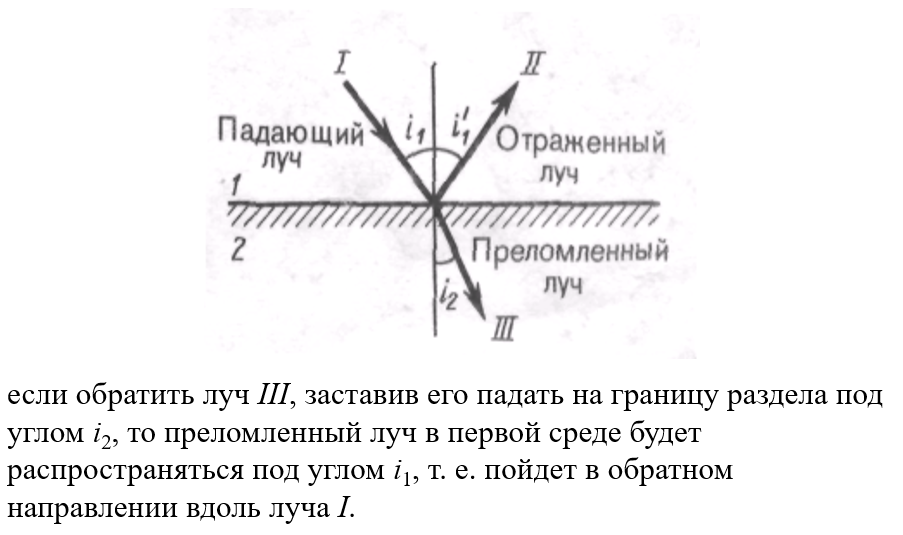 I
II
Падающий
луч
i₁
i₁'
Отраженный
луч
1
2
Преломленный
луч
i₂
III
если обратить луч III, заставив его падать на границу раздела под
углом i₂, то преломленный луч в первой среде будет
распространяться под углом i₁, т. е. пойдет в обратном
направлении вдоль луча I.